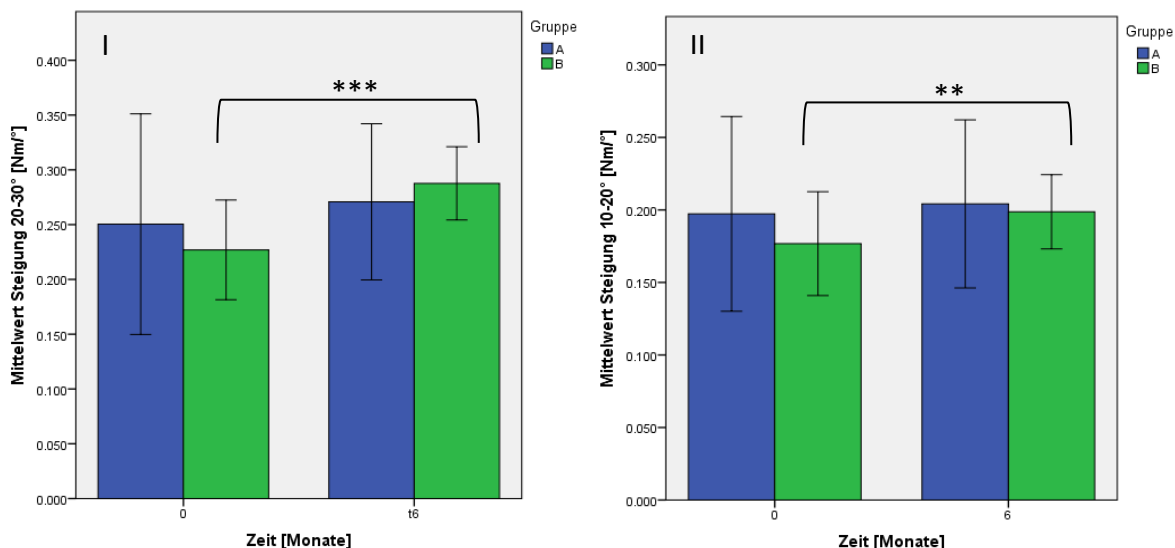 I
Gruppe
A
B
***
Mittelwert Steigung 20-30° [Nm/°]
0.400
0.350
0.300
0.250
0.200
0.150
0.100
0.050
0.000
0 t6
Zeit [Monate]
II
Gruppe
A
B
**
Mittelwert Steigung 10-20° [Nm/°]
0.300
0.250
0.200
0.150
0.100
0.050
0.000
0 6
Zeit [Monate]